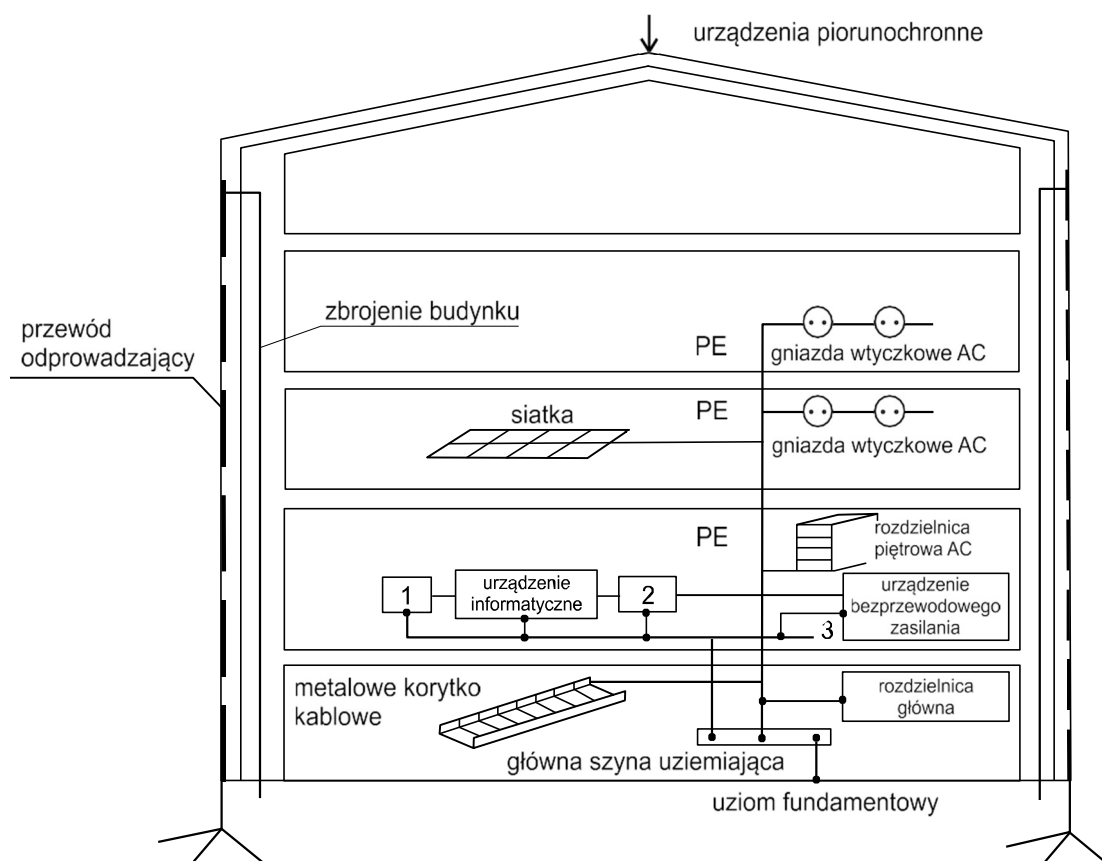 urządzenia piorunochronne
zbrojenie budynku
przewód
odprowadzający
PE
gniazda wtyczkowe AC
siatka
PE
gniazda wtyczkowe AC
PE
rozdzielnica
piętrowa AC
1
urządzenie
informatyczne
2
urządzenie
bezprzewodowego
zasilania
3
metalowe korytko
kablowe
rozdzielnica
główna
główna szyna uziemiająca
uziom fundamentowy